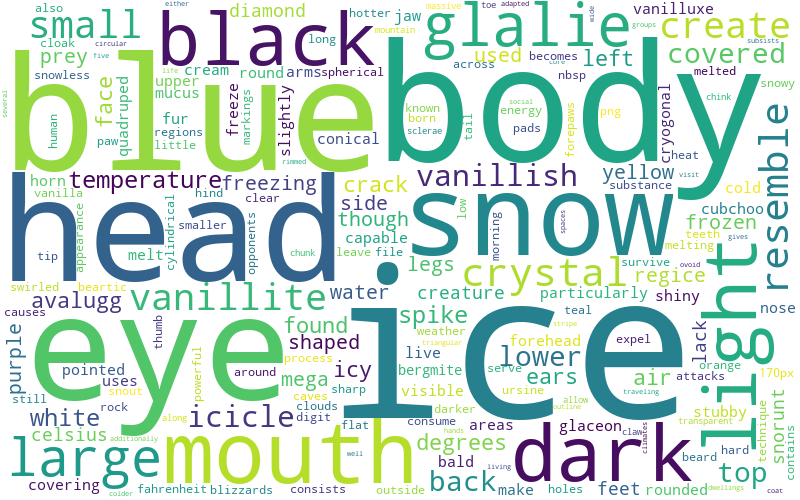 small
also
cloak
prey
snowless
black
diamond
hotter
jaw
long
massive
toe
adapted
either
mountain
circular
five
glalie
wide
vanilluxe
groups
create
subsists
covered
used
left
becomes
nbsp
core
melted
snowy
chink
blue
body
several
human
face
quadruped
cream
round
arms
spherical
upper
mucus
life
freeze
markings
slightly
across
known
born
social
energy
png
sclerae
pads
tail
forepaws
cryogonal
heat
visit
paw
regions
fur
little
conical
rimmed
horn
vanilla
temperature
freezing
crack
vanillish
yellow
substance
cold
resemble
head
snow
appearance
cylindrical
hind
clear
smaller
opponents
side
though
capable
low
morning
spaces
cubchoo
frozen
teeth
melting
gives
tip
melt
chunk
leave
file
legs
crystal
survive
regice
ovoid
shiny
light
swirled
beartic
avalugg
vanillite
water
creature
particularly
nose
causes
eye
ice
found
spike
teal
weather
forehead
lower
expel
lack
orange
attacks
170px
purple
thumb
shaped
process
triangular
stripe
pointed
powerful
around
mega
live
bergmite
serve
ears
air
still
uses
snout
icy
caves
sharp
visible
ursine
allow
traveling
stubby
technique
transparent
white
rock
along
icicle
clouds
darker
outline
celsius
digit
flat
consume
areas
glaceon
claw
climates
beard
hard
snorunt
contains
large
additionally
mouth
well
degrees
hands
bald
dark
top
covering
colder
fahrenheit
blizzards
consists
outside
back
make
living
holes
feet
rounded
dwellings
coat